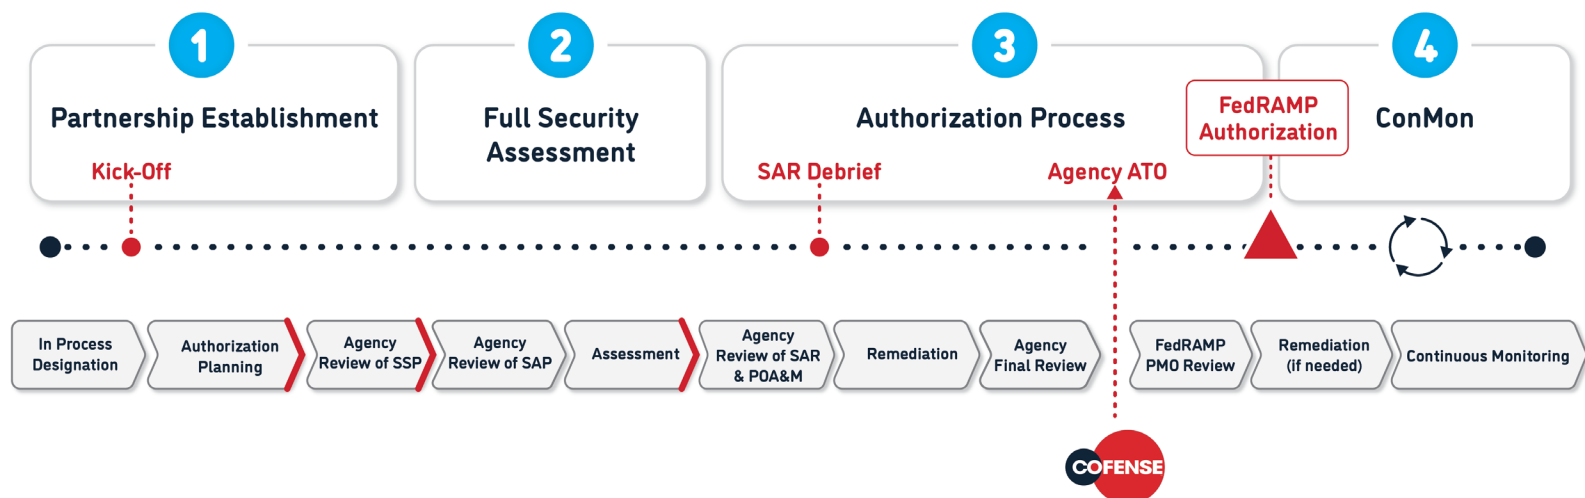 1
Partnership Establishment
Kick-Off
2
Full Security
Assessment
3
Authorization Process
SAR Debrief
Agency ATO
FedRAMP
Authorization
4
ConMon
In Process
Designation
Authorization
Planning
Agency
Review of SSP
Agency
Review of SAP
Assessment
Agency
Review of SAR
& POA&M
Remediation
Agency
Final Review
FedRAMP
PMO Review
Remediation
(if needed)
Continuous Monitoring
COFENSE